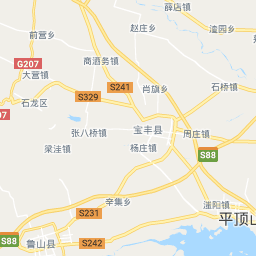 薛店镇
赵庄乡
滍园乡
前营乡
商酒务镇
G207
大营镇
S241
尚旗乡
石桥镇
石龙区
S329
07
张八桥镇
宝丰县
周庄镇
梁洼镇
杨庄镇
S88
辛集乡
滍阳镇
S231
平顶山
S88
鲁山县
S242